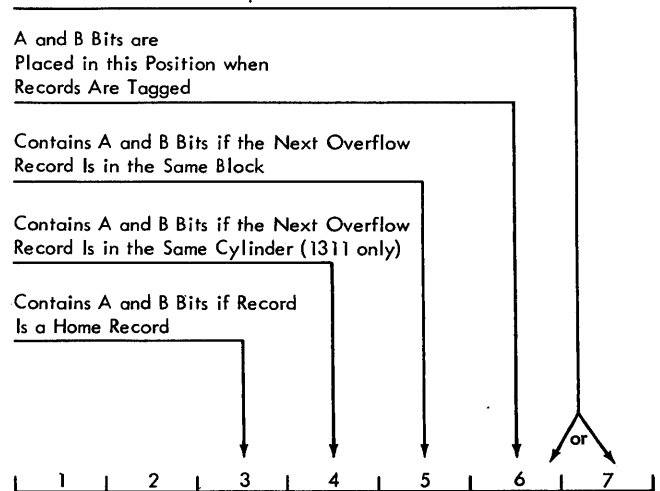 A and B Bits are
Placed in this Position when
Records Are Tagged
Contains A and B Bits if the Next Overflow
Record Is in the Same Block
Contains A and B Bits if the Next Overflow
Record Is in the Same Cylinder (1311 only)
Contains A and B Bits if Record
Is a Home Record
or
1 2 3 4 5 6 7